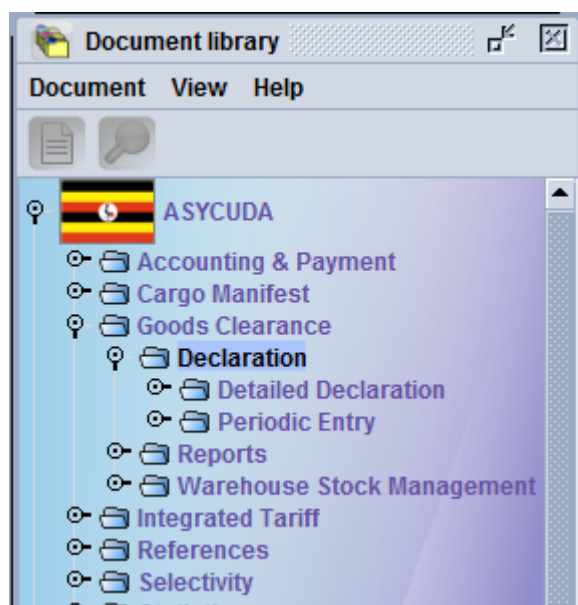 Document library
Document View Help
ASYCUDA
Accounting & Payment
Cargo Manifest
Goods Clearance
Declaration
Detailed Declaration
Periodic Entry
Reports
Warehouse Stock Management
Integrated Tariff
References
Selectivity